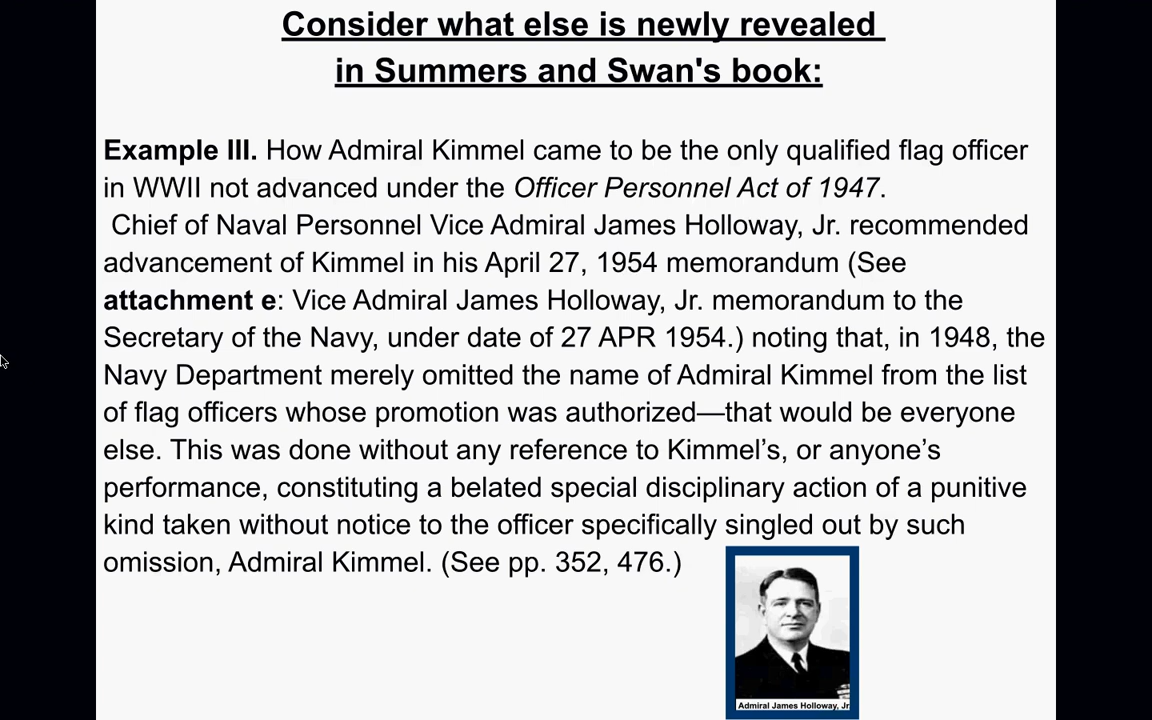 Consider what else is newly revealed
in Summers and Swan's book:
Example III. How Admiral Kimmel came to be the only qualified flag officer
in WWII not advanced under the Officer Personnel Act of 1947.
Chief of Naval Personnel Vice Admiral James Holloway, Jr. recommended
advancement of Kimmel in his April 27, 1954 memorandum (See
attachment e: Vice Admiral James Holloway, Jr. memorandum to the
Secretary of the Navy, under date of 27 APR 1954.) noting that, in 1948, the
Navy Department merely omitted the name of Admiral Kimmel from the list
of flag officers whose promotion was authorized—that would be everyone
else. This was done without any reference to Kimmel’s, or anyone’s
performance, constituting a belated special disciplinary action of a punitive
kind taken without notice to the officer specifically singled out by such
omission, Admiral Kimmel. (See pp. 352, 476.)
Admiral James Holloway, Jr